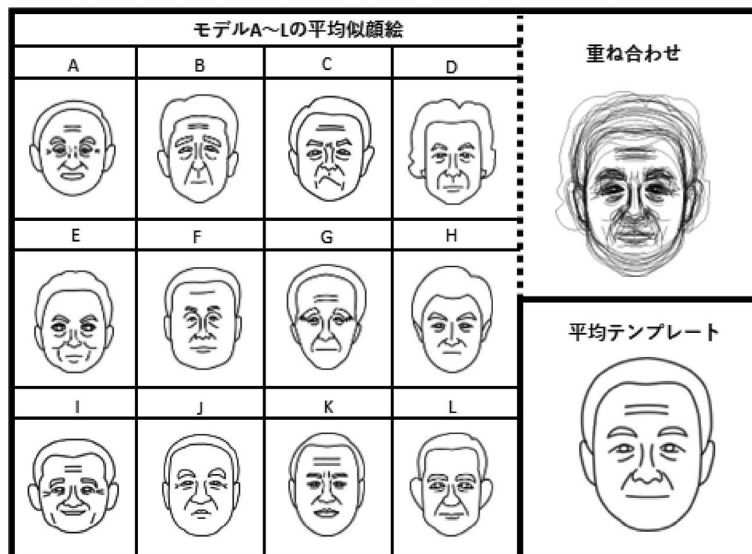 モデルA～Lの平均似顔絵
A B C D
E F G H
I J K L
重ね合わせ
平均テンプレート